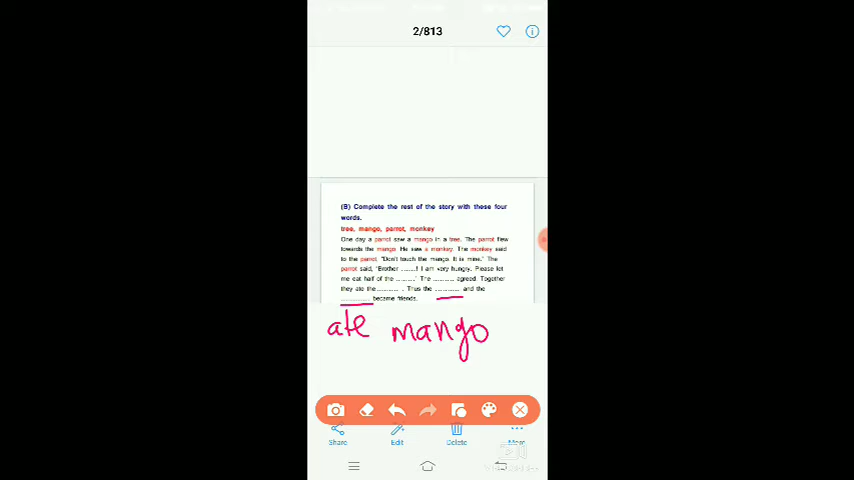 2/813
(B) Complete the rest of the story with these four
words.
tree, mango, parrot, monkey
One day a parrot saw a mango in a tree. The parrot flew
towards the mango. He saw a monkey. The monkey said
to the parrot, "Don't touch the mango. It is mine." The
parrot said, "Brother ........! I am very hungry. Please let
me eat half of the ..........." The ........... agreed. Together
they ate the ........... . Thus the ............ and the
.............. became friends.
ate mango
Share Edit Delete More